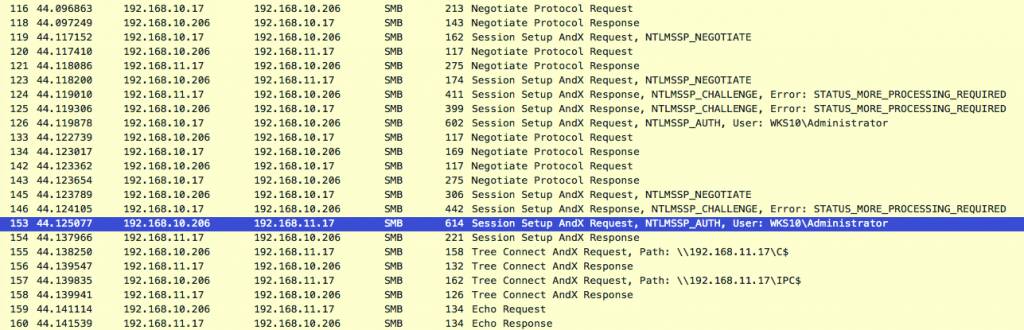 116 44.096863 192.168.10.17 192.168.10.206 SMB 213 Negotiate Protocol Request
118 44.097249 192.168.10.206 192.168.10.17 SMB 143 Negotiate Protocol Response
119 44.117152 192.168.10.17 192.168.10.206 SMB 162 Session Setup AndX Request, NTLMSSP_NEGOTIATE
120 44.117410 192.168.10.206 192.168.11.17 SMB 117 Negotiate Protocol Request
121 44.118086 192.168.11.17 192.168.10.206 SMB 275 Negotiate Protocol Response
123 44.118200 192.168.10.206 192.168.11.17 SMB 174 Session Setup AndX Request, NTLMSSP_NEGOTIATE
124 44.119010 192.168.11.17 192.168.10.206 SMB 411 Session Setup AndX Response, NTLMSSP_CHALLENGE, Error: STATUS_MORE_PROCESSING_REQUIRED
125 44.119306 192.168.10.206 192.168.10.17 SMB 399 Session Setup AndX Response, NTLMSSP_CHALLENGE, Error: STATUS_MORE_PROCESSING_REQUIRED
126 44.119878 192.168.10.17 192.168.10.206 SMB 602 Session Setup AndX Request, NTLMSSP_AUTH, User: WKS10\Administrator
133 44.122739 192.168.10.206 192.168.10.17 SMB 117 Negotiate Protocol Request
134 44.123017 192.168.10.17 192.168.10.206 SMB 169 Negotiate Protocol Response
142 44.123362 192.168.10.206 192.168.10.17 SMB 117 Negotiate Protocol Request
143 44.123654 192.168.10.17 192.168.10.206 SMB 275 Negotiate Protocol Response
145 44.123789 192.168.10.206 192.168.10.17 SMB 306 Session Setup AndX Request, NTLMSSP_NEGOTIATE
146 44.124105 192.168.10.17 192.168.10.206 SMB 442 Session Setup AndX Response, NTLMSSP_CHALLENGE, Error: STATUS_MORE_PROCESSING_REQUIRED
153 44.125077 192.168.10.206 192.168.11.17 SMB 614 Session Setup AndX Request, NTLMSSP_AUTH, User: WKS10\Administrator
154 44.137966 192.168.11.17 192.168.10.206 SMB 221 Session Setup AndX Response
155 44.138250 192.168.10.206 192.168.11.17 SMB 158 Tree Connect AndX Request, Path: \\192.168.11.17\C$
156 44.139547 192.168.11.17 192.168.10.206 SMB 132 Tree Connect AndX Response
157 44.139835 192.168.10.206 192.168.11.17 SMB 162 Tree Connect AndX Request, Path: \\192.168.11.17\IPC$
158 44.139941 192.168.11.17 192.168.10.206 SMB 126 Tree Connect AndX Response
159 44.141114 192.168.10.206 192.168.11.17 SMB 134 Echo Request
160 44.141539 192.168.11.17 192.168.10.206 SMB 134 Echo Response